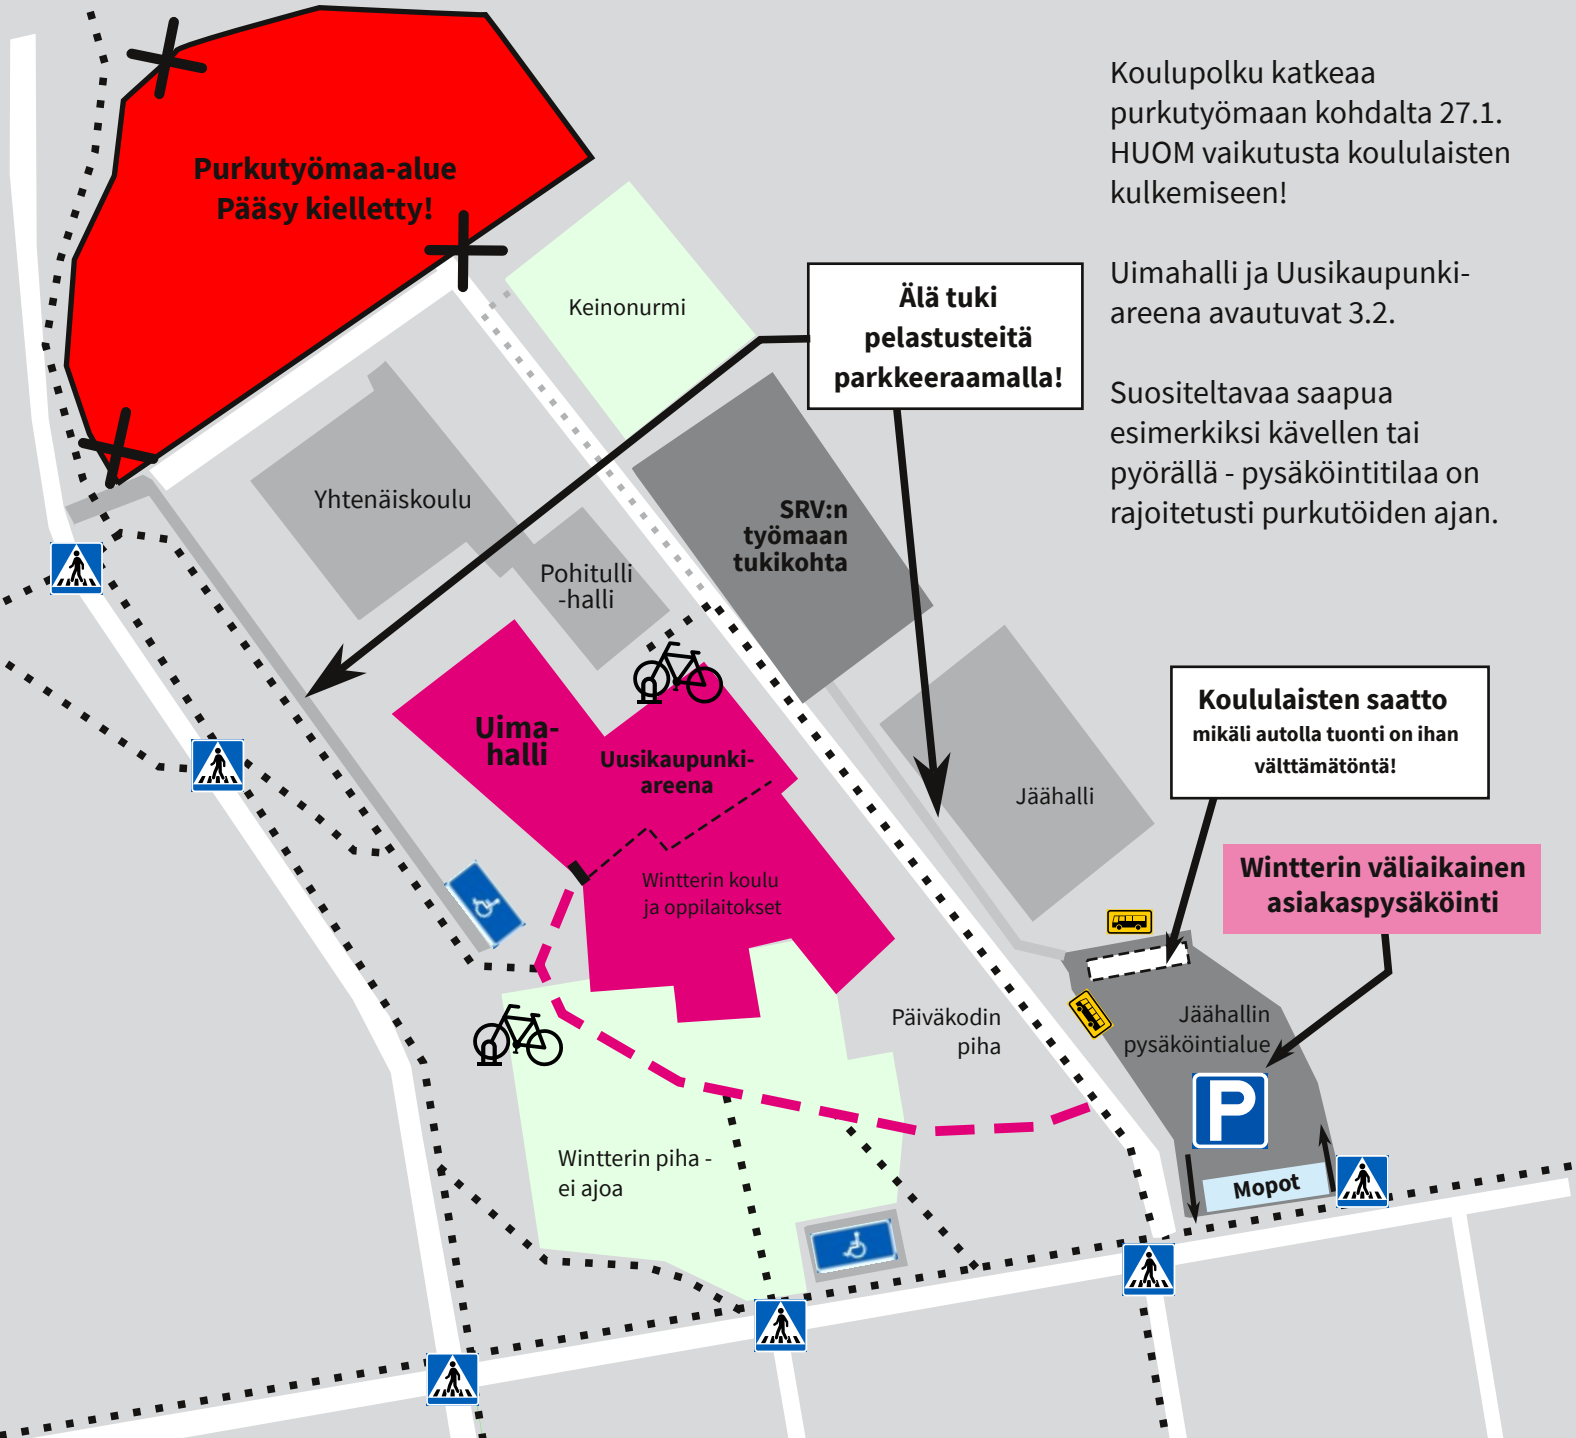 Koulupolku katkeaa
purkutyömaan kohdalta 27.1.
HUOM vaikutusta koululaisten
kulkemiseen!
Uimahalli ja Uusikaupunki-
areena avautuvat 3.2.
Suositeltavaa saapua
esimerkiksi kävellen tai
pyörällä - pysäköintitilaa on
rajoitetusti purkutöiden ajan.
Purkutyömaa-alue
Pääsy kielletty!
Keinonurmi
Älä tuki
pelastusteitä
parkkeeraamalla!
Yhtenäiskoulu
SRV:n
työmaan
tukikohta
Pohitulli
-halli
Uima-
halli
Uusikaupunki-
areena
Jäähalli
Koululaisten saatto
mikäli autolla tuonti on ihan
välttämätöntä!
Wintterin väliaikainen
asiakaspysäköinti
Wintterin koulu
ja oppilaitokset
Päiväkodin
piha
Jäähallin
pysäköintialue
P
Wintterin piha -
ei ajoa
Mopot